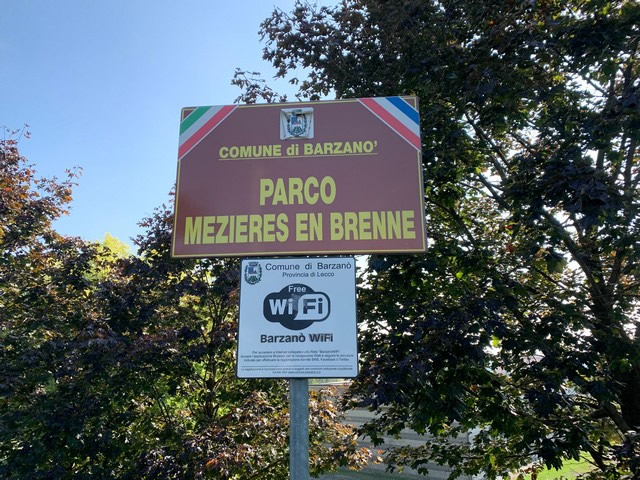 COMUNE di BARZANO'
PARCO
MEZIERES EN BRENNE
Comune di Barzanò
Provincia di Lecco
Free
WiFi
Barzanò WiFi